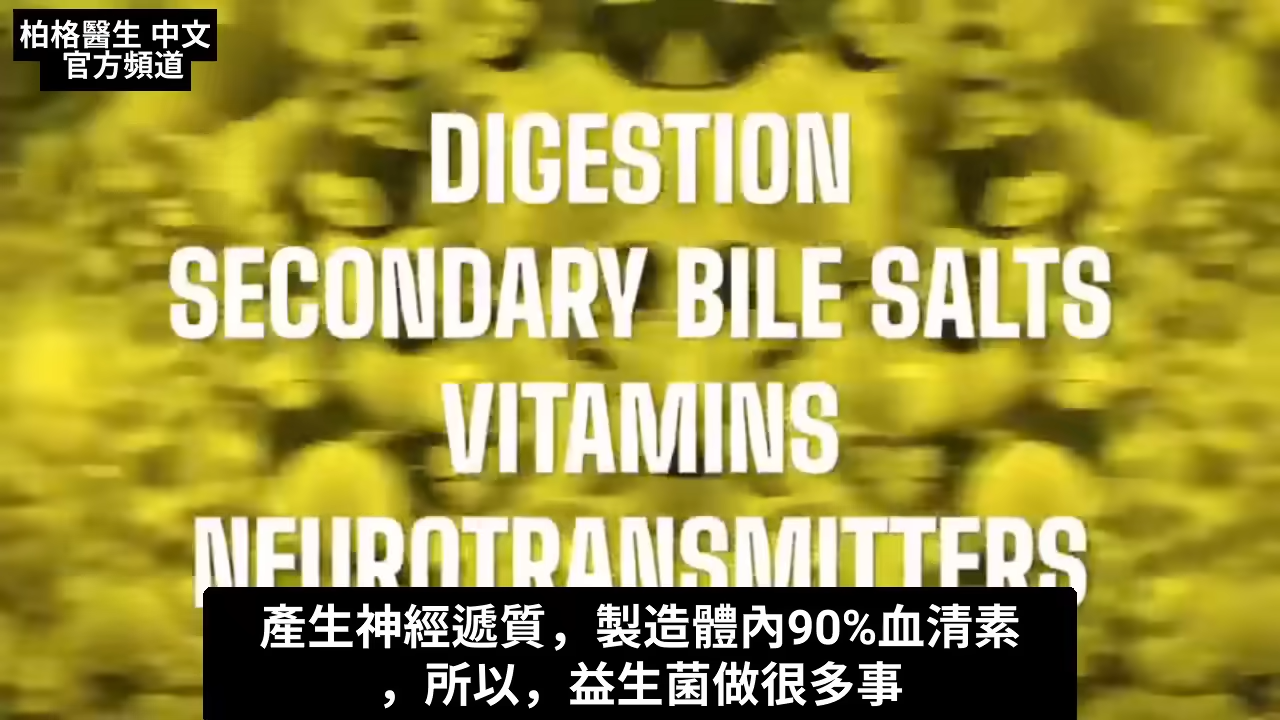 柏格醫生 中文
官方頻道
DIGESTION
SECONDARY BILE SALTS
VITAMINS
NEUROTRANSMITTERS
產生神經遞質，製造體內90%血清素
，所以，益生菌做很多事